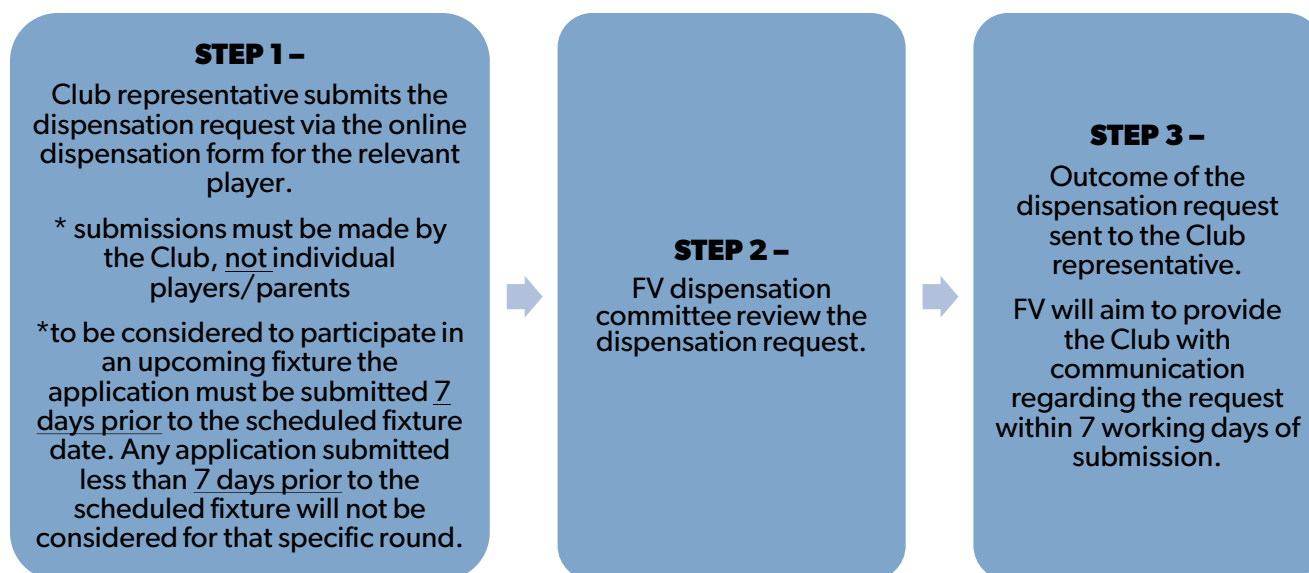 STEP 1 –
Club representative submits the
dispensation request via the online
dispensation form for the relevant
player.
* submissions must be made by
the Club, not individual
players/parents
*to be considered to participate in
an upcoming fixture the
application must be submitted 7
days prior to the scheduled fixture
date. Any application submitted
less than 7 days prior to the
scheduled fixture will not be
considered for that specific round.
STEP 2 –
FV dispensation
committee review the
dispensation request.
STEP 3 –
Outcome of the
dispensation request
sent to the Club
representative.
FV will aim to provide
the Club with
communication
regarding the request
within 7 working days of
submission.